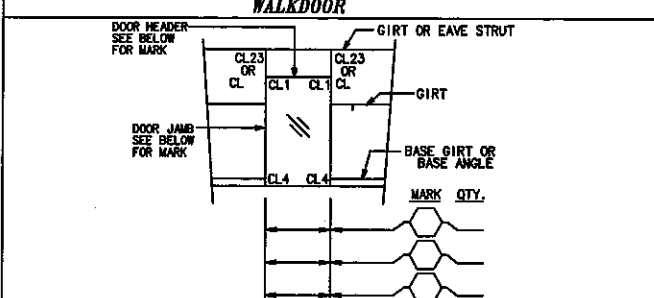 WALKDOOR
DOOR HEADER
SEE BELOW
FOR MARK
GIRT OR EAVE STRUT
CL23
OR
CL
CL1
CL1
CL23
OR
CL
GIRT
DOOR JAMB
SEE BELOW
FOR MARK
BASE GIRT OR
BASE ANGLE
CL4
CL4
MARK QTY.